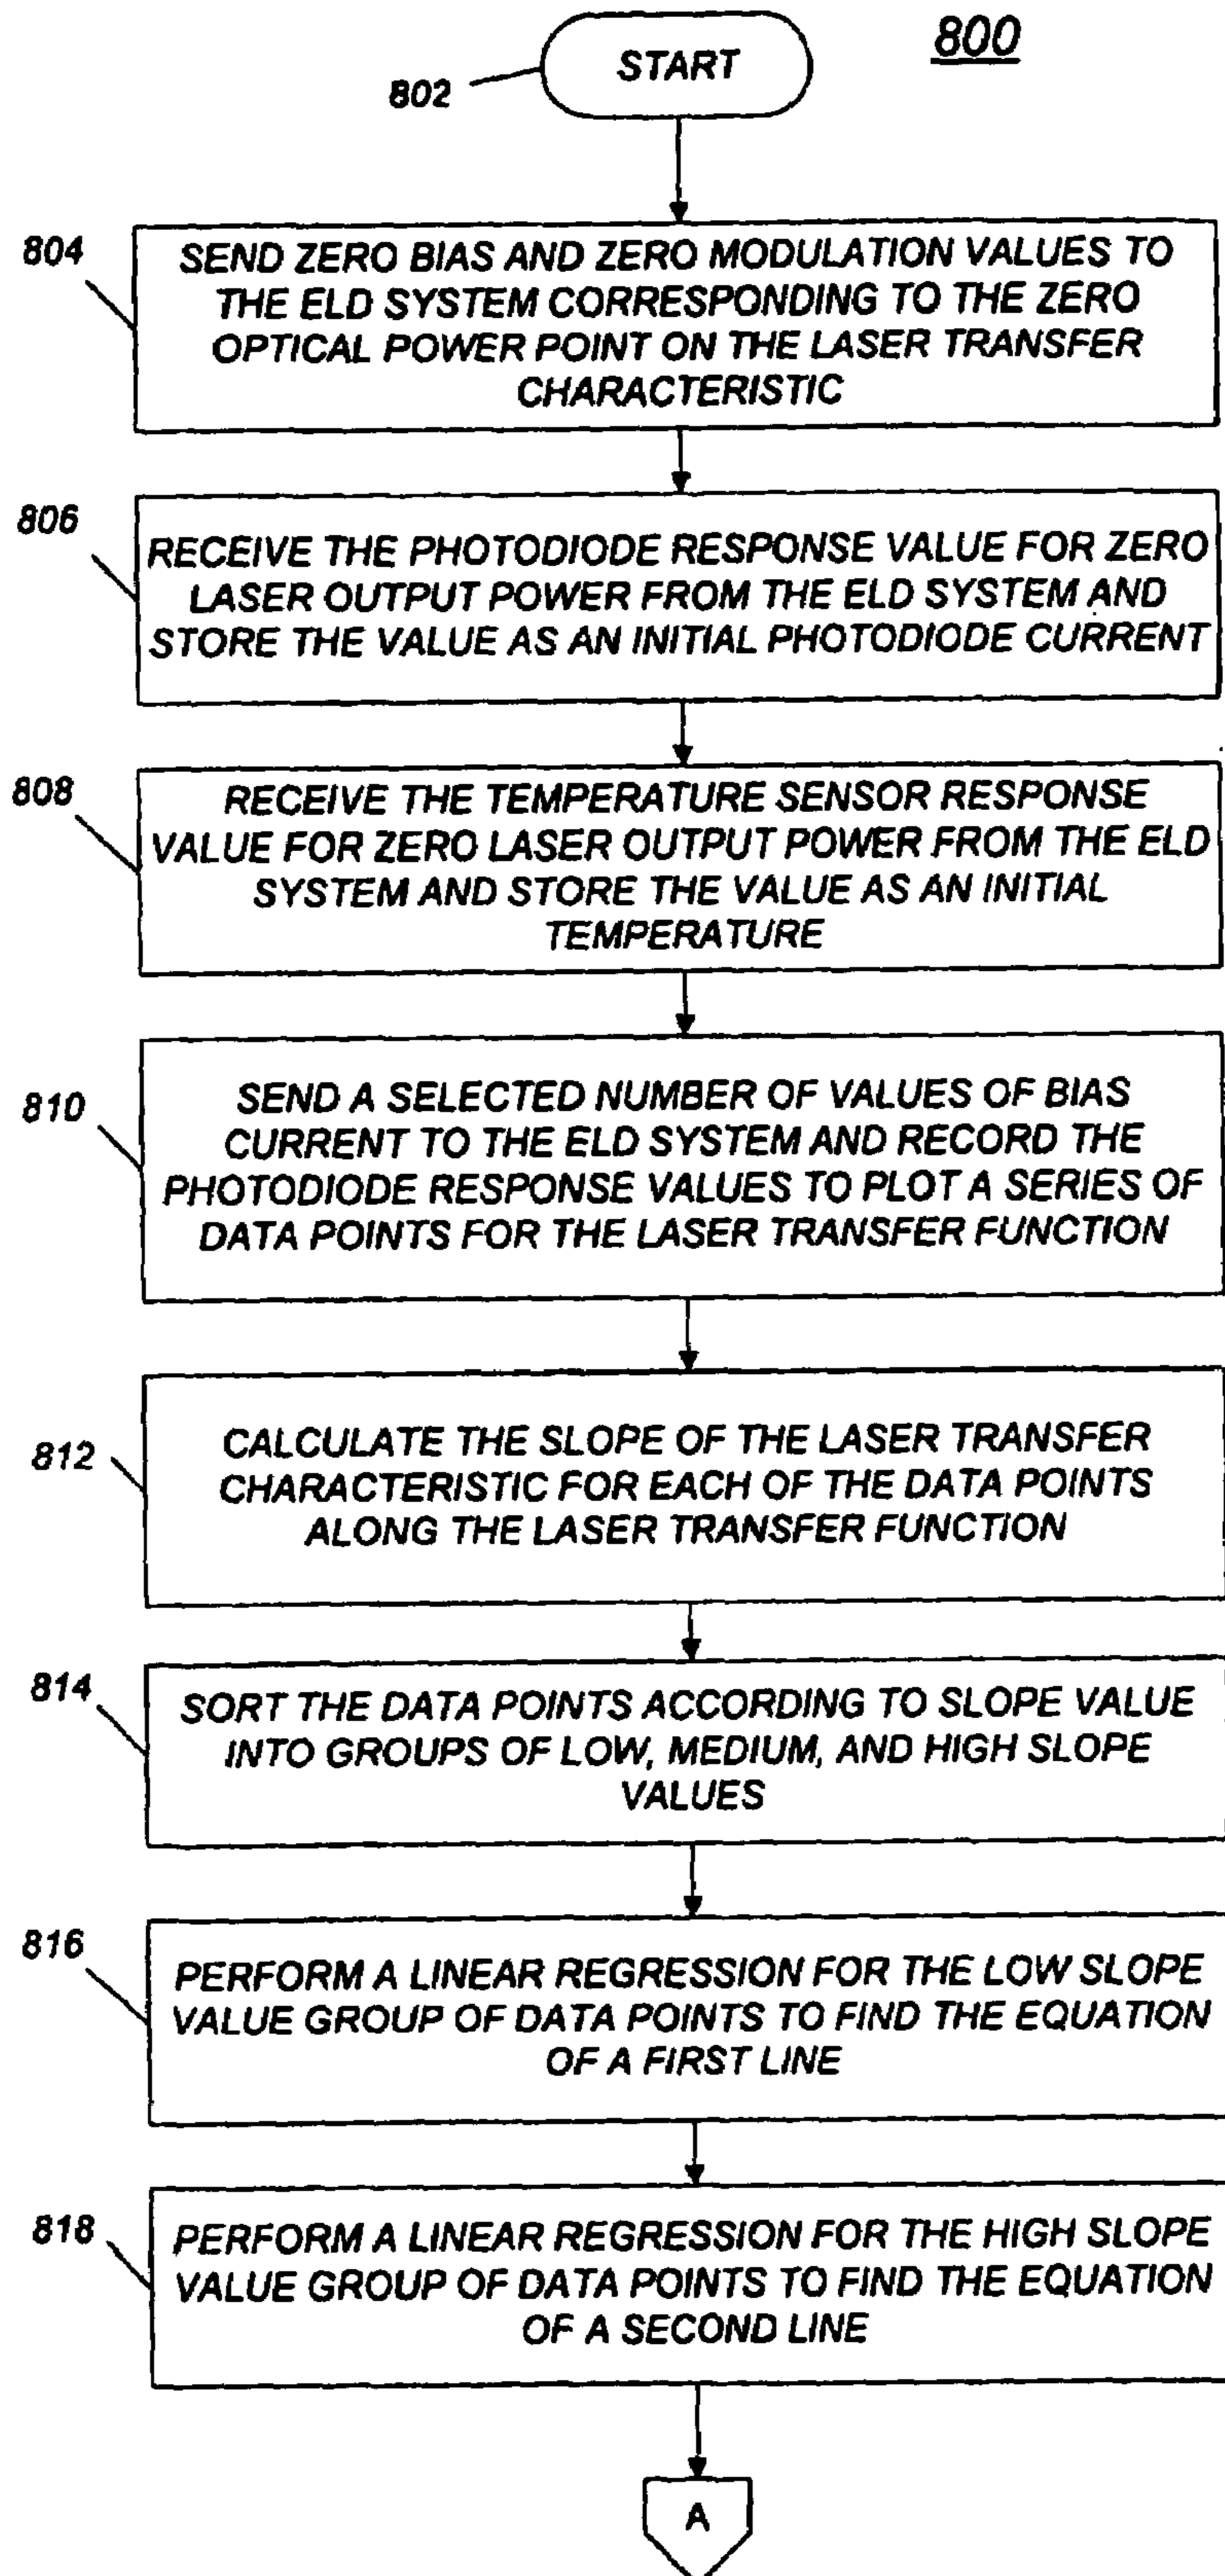 800
START
802
804
SEND ZERO BIAS AND ZERO MODULATION VALUES TO
THE ELD SYSTEM CORRESPONDING TO THE ZERO
OPTICAL POWER POINT ON THE LASER TRANSFER
CHARACTERISTIC
806
RECEIVE THE PHOTODIODE RESPONSE VALUE FOR ZERO
LASER OUTPUT POWER FROM THE ELD SYSTEM AND
STORE THE VALUE AS AN INITIAL PHOTODIODE CURRENT
808
RECEIVE THE TEMPERATURE SENSOR RESPONSE
VALUE FOR ZERO LASER OUTPUT POWER FROM THE ELD
SYSTEM AND STORE THE VALUE AS AN INITIAL
TEMPERATURE
810
SEND A SELECTED NUMBER OF VALUES OF BIAS
CURRENT TO THE ELD SYSTEM AND RECORD THE
PHOTODIODE RESPONSE VALUES TO PLOT A SERIES OF
DATA POINTS FOR THE LASER TRANSFER FUNCTION
812
CALCULATE THE SLOPE OF THE LASER TRANSFER
CHARACTERISTIC FOR EACH OF THE DATA POINTS
ALONG THE LASER TRANSFER FUNCTION
814
SORT THE DATA POINTS ACCORDING TO SLOPE VALUE
INTO GROUPS OF LOW, MEDIUM, AND HIGH SLOPE
VALUES
816
PERFORM A LINEAR REGRESSION FOR THE LOW SLOPE
VALUE GROUP OF DATA POINTS TO FIND THE EQUATION
OF A FIRST LINE
818
PERFORM A LINEAR REGRESSION FOR THE HIGH SLOPE
VALUE GROUP OF DATA POINTS TO FIND THE EQUATION
OF A SECOND LINE
A